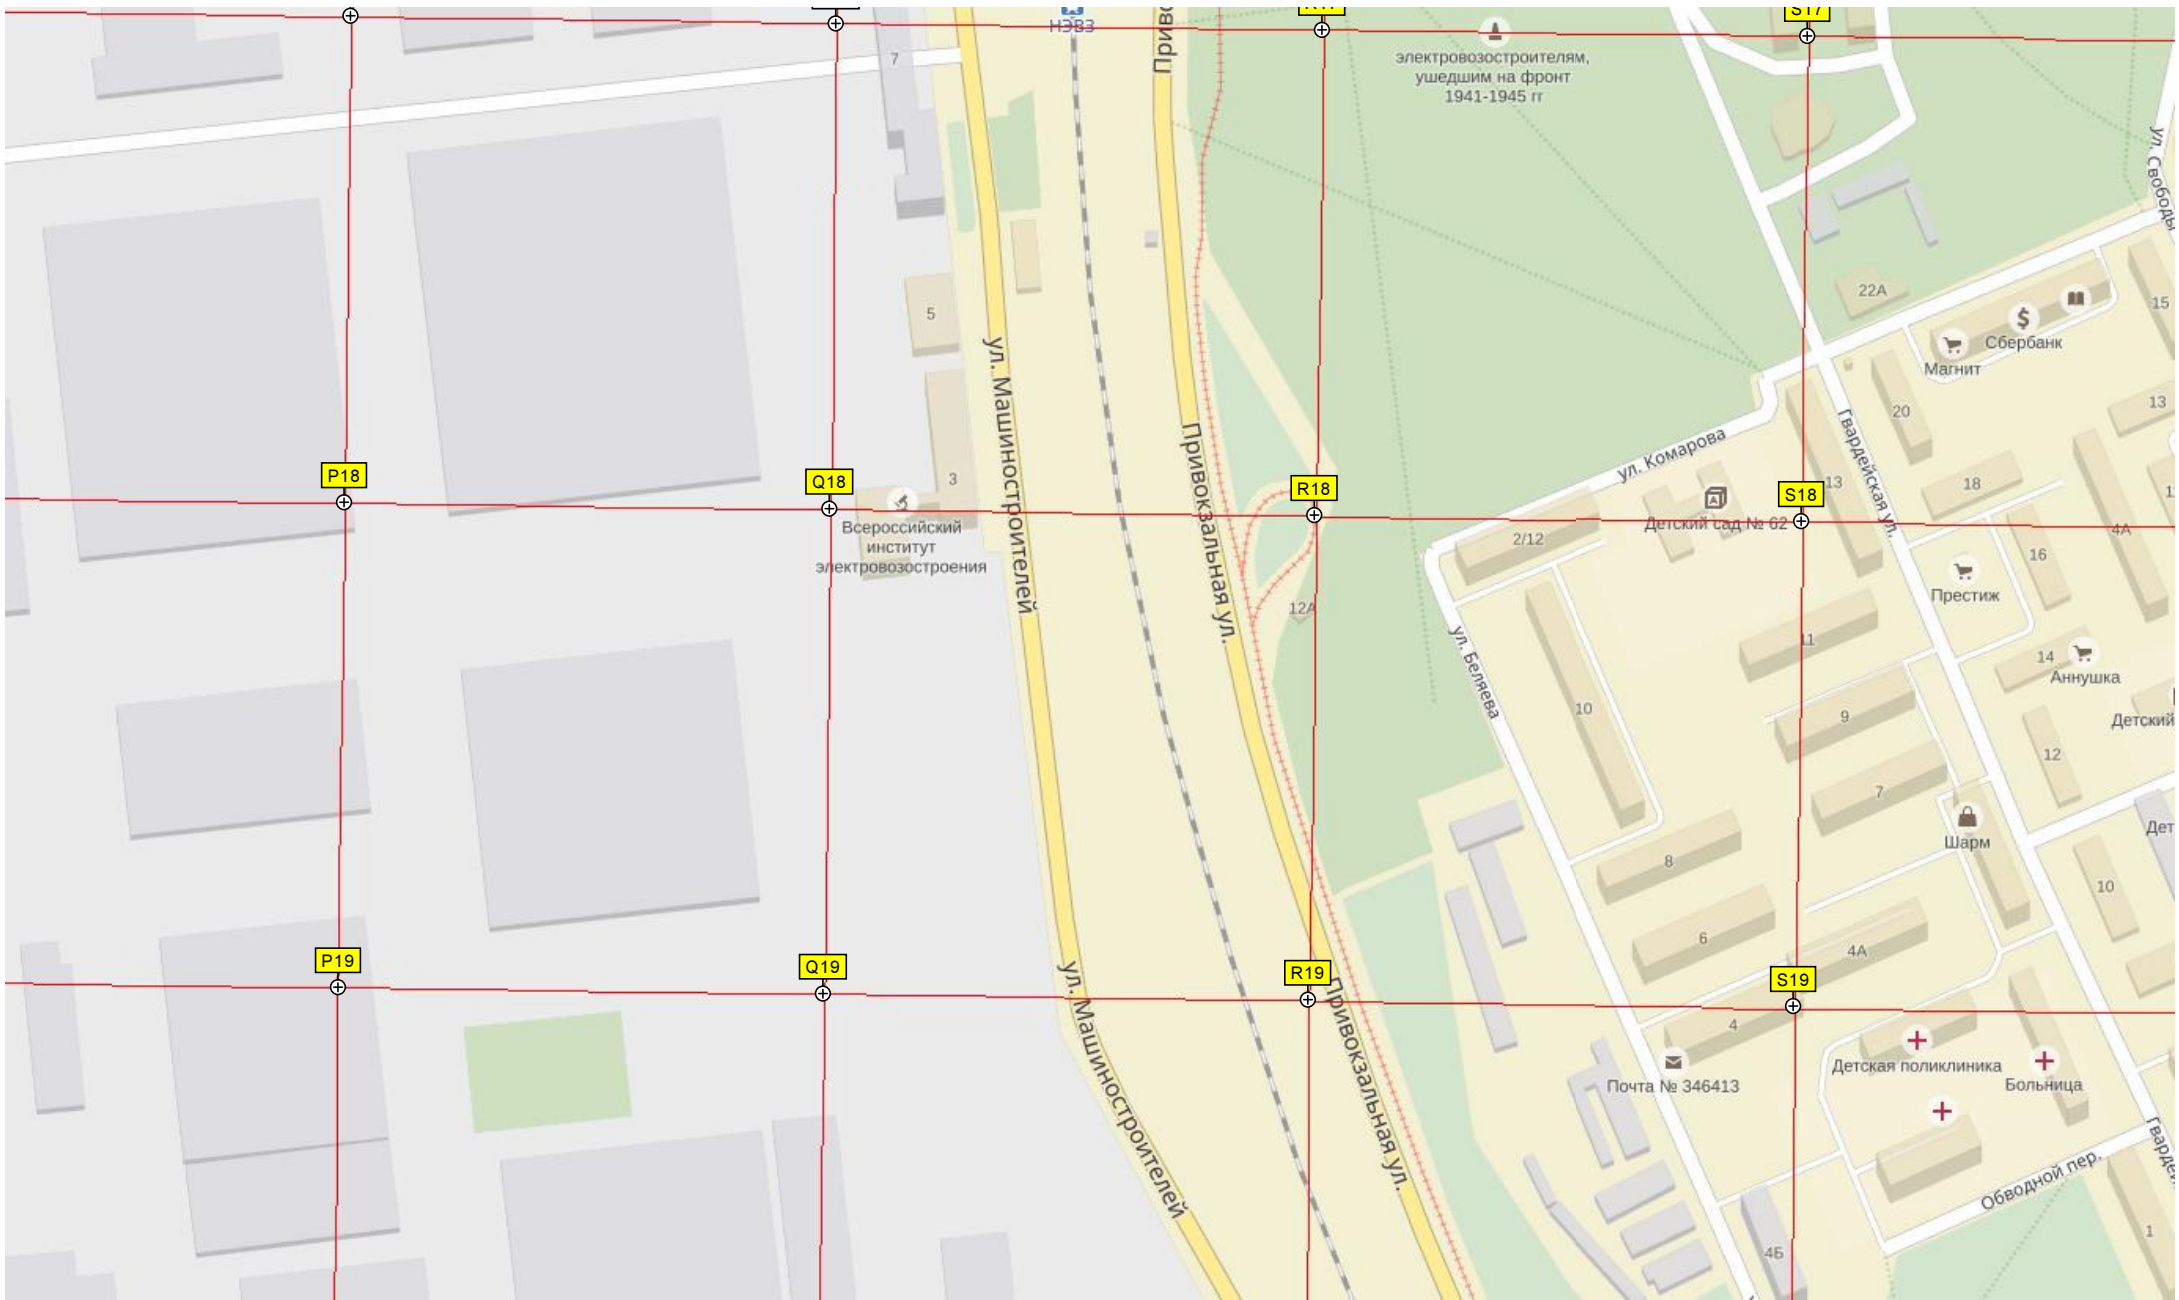 S17
НЭВЗ
Прив
электровозостроителям,
ушедшим на фронт
1941-1945 гг
7
ул. Свободы
22А
15
5
Сбербанк
Магнит
ул. Машиностроителей
13
20
Гвардейская ул.
ул. Комарова
Привокзальная ул.
P18
Q18
3
R18
S18
13
18
Всероссийский
институт
электровозостроения
Детский сад № 62
2/12
4А
16
Престиж
12А
11
ул. Беляева
14
Аннушка
10
9
Детский
12
7
Шарм
Дет
8
10
6
4А
P19
Q19
R19
S19
ул. Машиностроителей
Привокзальная ул.
4
Почта № 346413
Детская поликлиника
Больница
Гварде
Обводной пер.
1
4Б